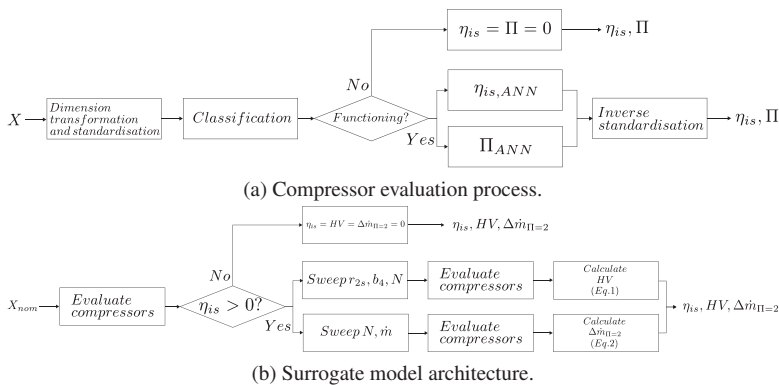 η_is = Π = 0
η_is, Π
No
X
Dimension
transformation
and standardisation
Classification
Functioning?
Yes
η_is,ANN
Π_ANN
Inverse
standardisation
η_is, Π
(a) Compressor evaluation process.
η_is = HV = Δṁ_Π=2 = 0
η_is, HV, Δṁ_Π=2
No
X_nom
Evaluate
compressors
η_is > 0?
Yes
Sweep r_2s, b_4, N
Evaluate
compressors
Calculate
HV
(Eq.1)
Sweep N, ṁ
Evaluate
compressors
Calculate
Δṁ_Π=2
(Eq.2)
η_is, HV, Δṁ_Π=2
(b) Surrogate model architecture.